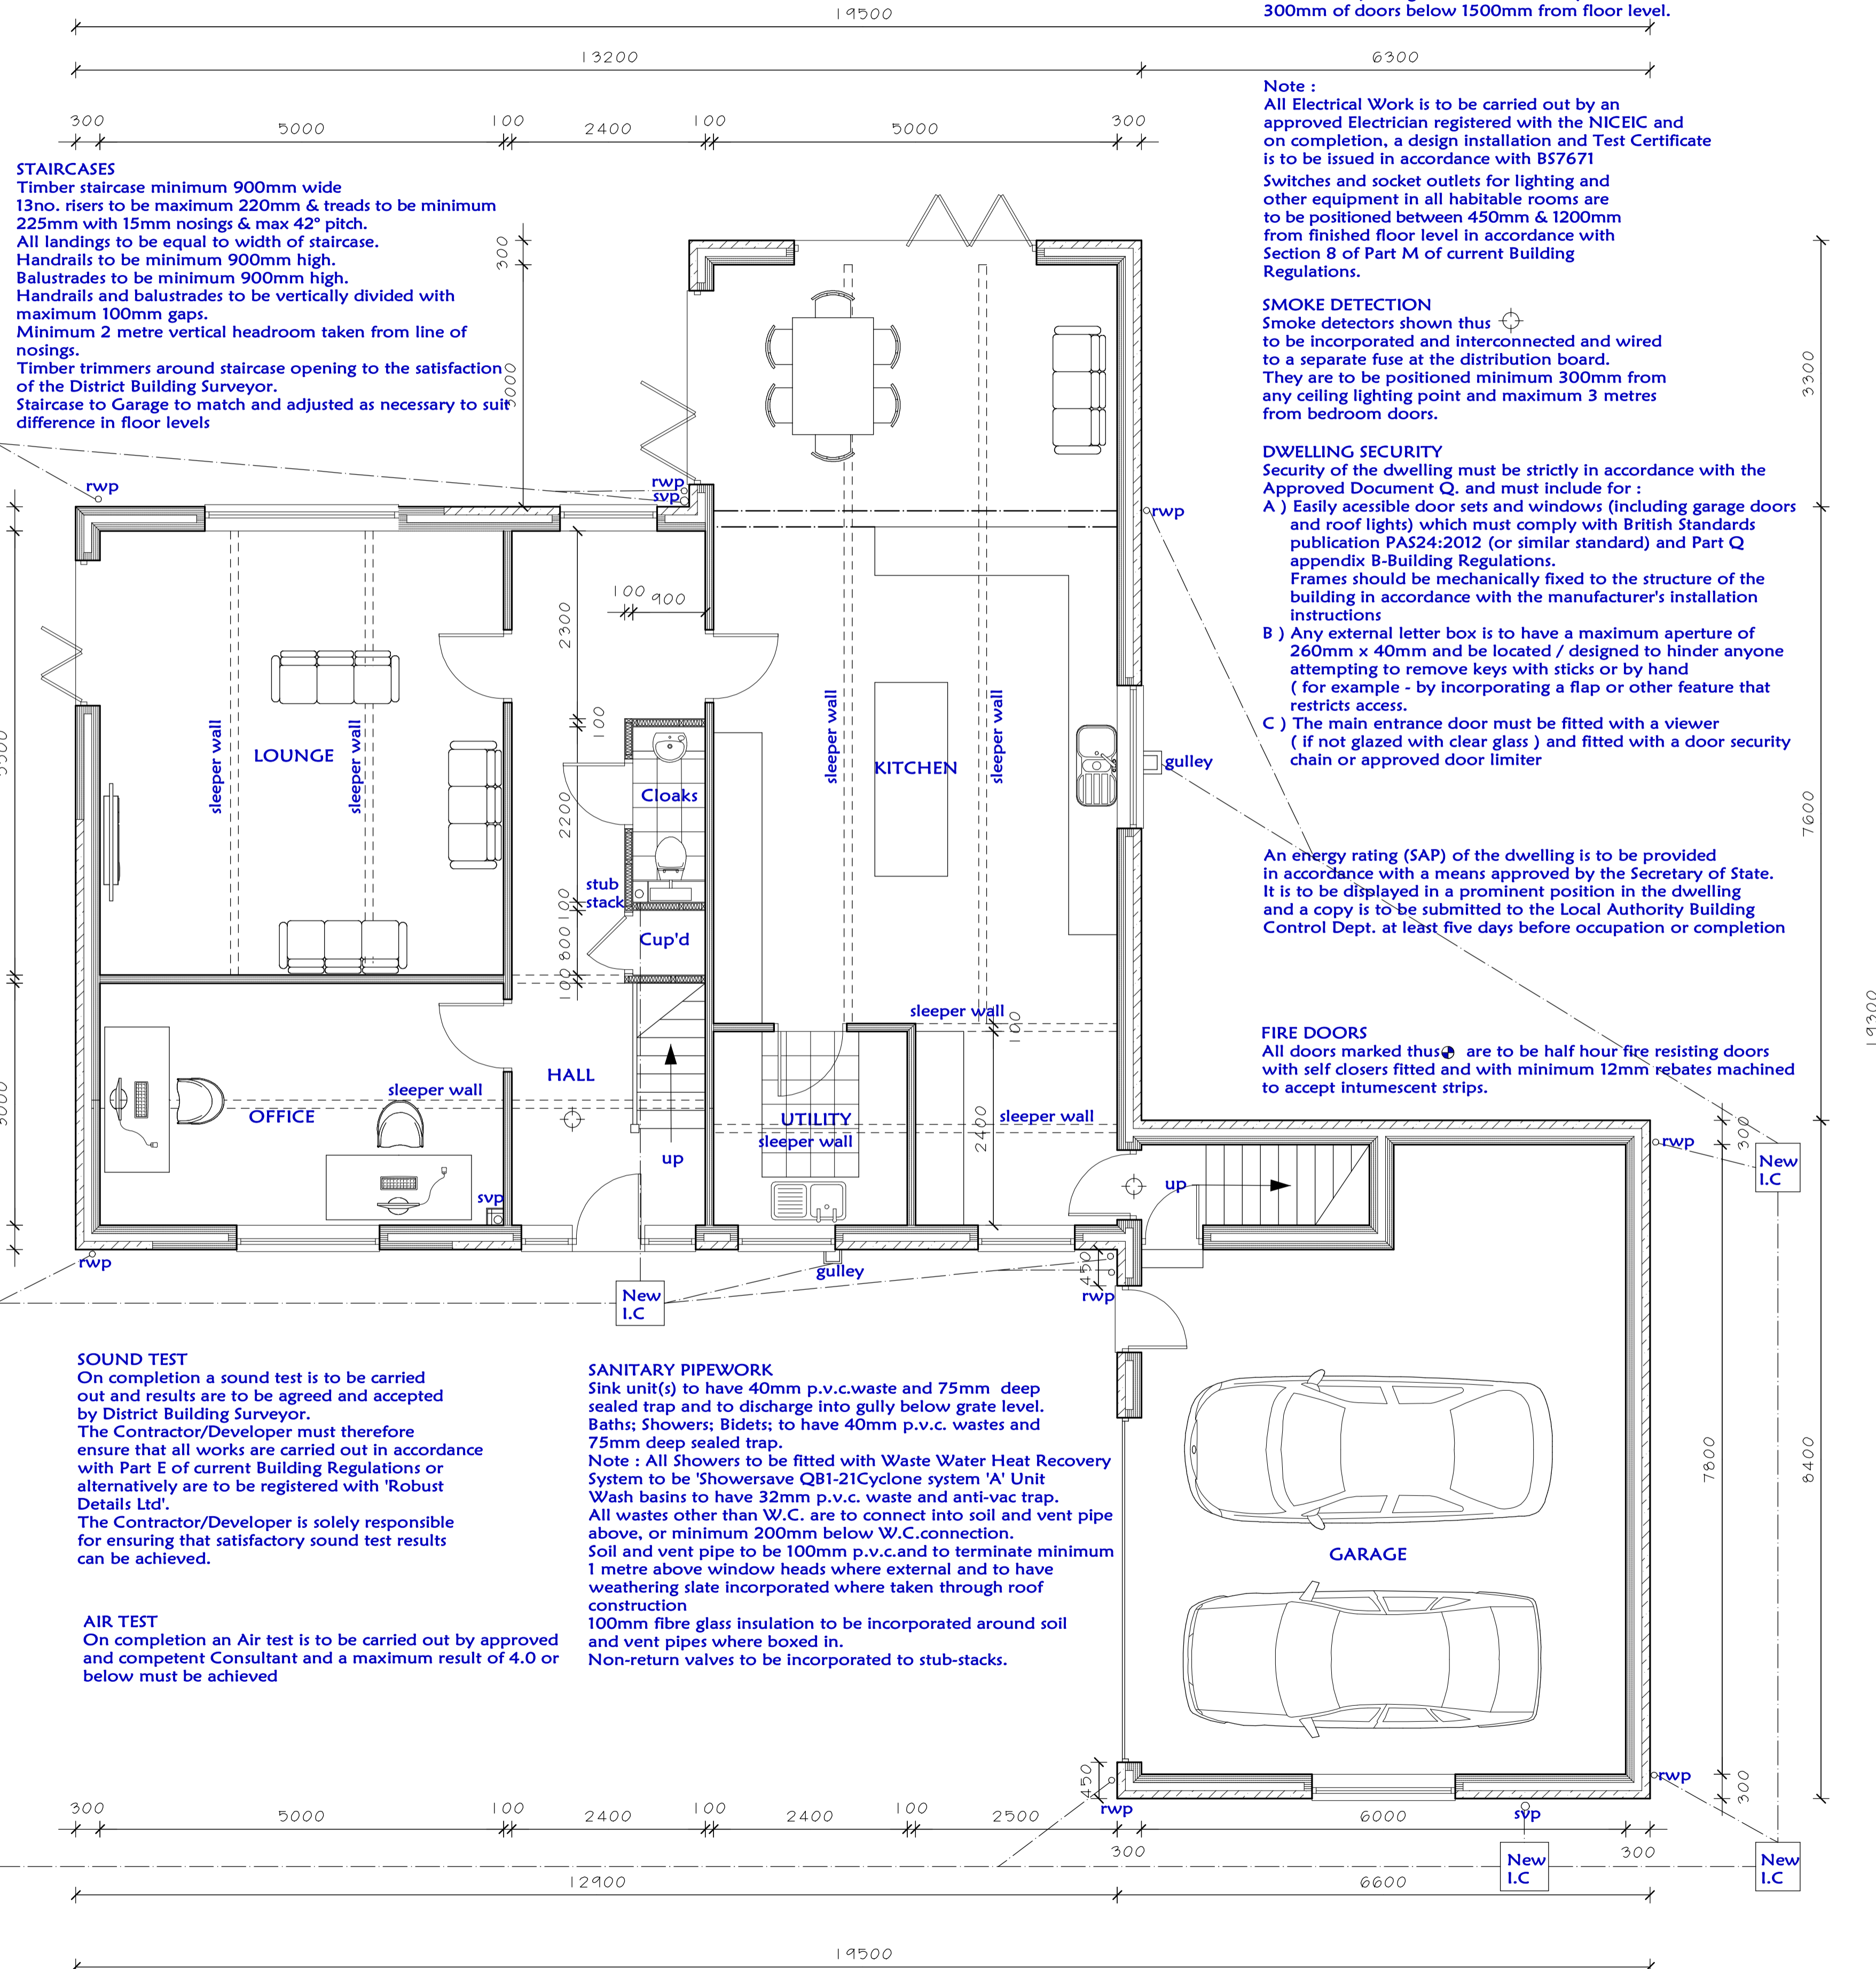 19500
300mm of doors below 1500mm from floor level.
13200
6300
300
5000
100
2400
100
5000
300
Note :
All Electrical Work is to be carried out by an
approved Electrician registered with the NICEIC and
on completion, a design installation and Test Certificate
is to be issued in accordance with BS7671
Switches and socket outlets for lighting and
other equipment in all habitable rooms are
to be positioned between 450mm & 1200mm
from finished floor level in accordance with
Section 8 of Part M of current Building
Regulations.
STAIRCASES
Timber staircase minimum 900mm wide
13no. risers to be maximum 220mm & treads to be minimum
225mm with 15mm nosings & max 42° pitch.
All landings to be equal to width of staircase.
Handrails to be minimum 900mm high.
Balustrades to be minimum 900mm high.
Handrails and balustrades to be vertically divided with
maximum 100mm gaps.
Minimum 2 metre vertical headroom taken from line of
nosings.
Timber trimmers around staircase opening to the satisfaction
of the District Building Surveyor.
Staircase to Garage to match and adjusted as necessary to suit
difference in floor levels
300
3000
SMOKE DETECTION
Smoke detectors shown thus
to be incorporated and interconnected and wired
to a separate fuse at the distribution board.
They are to be positioned minimum 300mm from
any ceiling lighting point and maximum 3 metres
from bedroom doors.
3300
DWELLING SECURITY
Security of the dwelling must be strictly in accordance with the
Approved Document Q. and must include for :
A ) Easily acessible door sets and windows (including garage doors
and roof lights) which must comply with British Standards
publication PAS24:2012 (or similar standard) and Part Q
appendix B-Building Regulations.
Frames should be mechanically fixed to the structure of the
building in accordance with the manufacturer's installation
instructions
B ) Any external letter box is to have a maximum aperture of
260mm x 40mm and be located / designed to hinder anyone
attempting to remove keys with sticks or by hand
( for example - by incorporating a flap or other feature that
restricts access.
C ) The main entrance door must be fitted with a viewer
( if not glazed with clear glass ) and fitted with a door security
chain or approved door limiter
rwp
rwp
svp
rwp
100
900
2300
100
sleeper wall
LOUNGE
sleeper wall
sleeper wall
KITCHEN
sleeper wall
gulley
7600
Cloaks
2200
stub
stack
100
Cup'd
800
100
An energy rating (SAP) of the dwelling is to be provided
in accordance with a means approved by the Secretary of State.
It is to be displayed in a prominent position in the dwelling
and a copy is to be submitted to the Local Authority Building
Control Dept. at least five days before occupation or completion
sleeper wall
100
19300
FIRE DOORS
All doors marked thus are to be half hour fire resisting doors
with self closers fitted and with minimum 12mm rebates machined
to accept intumescent strips.
HALL
sleeper wall
OFFICE
UTILITY
sleeper wall
sleeper wall
2400
up
up
svp
300
rwp
New
I.C
rwp
gulley
450
rwp
New
I.C
SOUND TEST
On completion a sound test is to be carried
out and results are to be agreed and accepted
by District Building Surveyor.
The Contractor/Developer must therefore
ensure that all works are carried out in accordance
with Part E of current Building Regulations or
alternatively are to be registered with 'Robust
Details Ltd'.
The Contractor/Developer is solely responsible
for ensuring that satisfactory sound test results
can be achieved.
SANITARY PIPEWORK
Sink unit(s) to have 40mm p.v.c.waste and 75mm deep
sealed trap and to discharge into gully below grate level.
Baths; Showers; Bidets; to have 40mm p.v.c. wastes and
75mm deep sealed trap.
Note : All Showers to be fitted with Waste Water Heat Recovery
System to be 'Showersave QB1-21Cyclone system 'A' Unit
Wash basins to have 32mm p.v.c. waste and anti-vac trap.
All wastes other than W.C. are to connect into soil and vent pipe
above, or minimum 200mm below W.C.connection.
Soil and vent pipe to be 100mm p.v.c.and to terminate minimum
1 metre above window heads where external and to have
weathering slate incorporated where taken through roof
construction
100mm fibre glass insulation to be incorporated around soil
and vent pipes where boxed in.
Non-return valves to be incorporated to stub-stacks.
7800
8400
GARAGE
AIR TEST
On completion an Air test is to be carried out by approved
and competent Consultant and a maximum result of 4.0 or
below must be achieved
450
rwp
rwp
300
svp
300
5000
100
2400
100
2400
100
2500
300
6000
300
New
I.C
New
I.C
12900
6600
19500